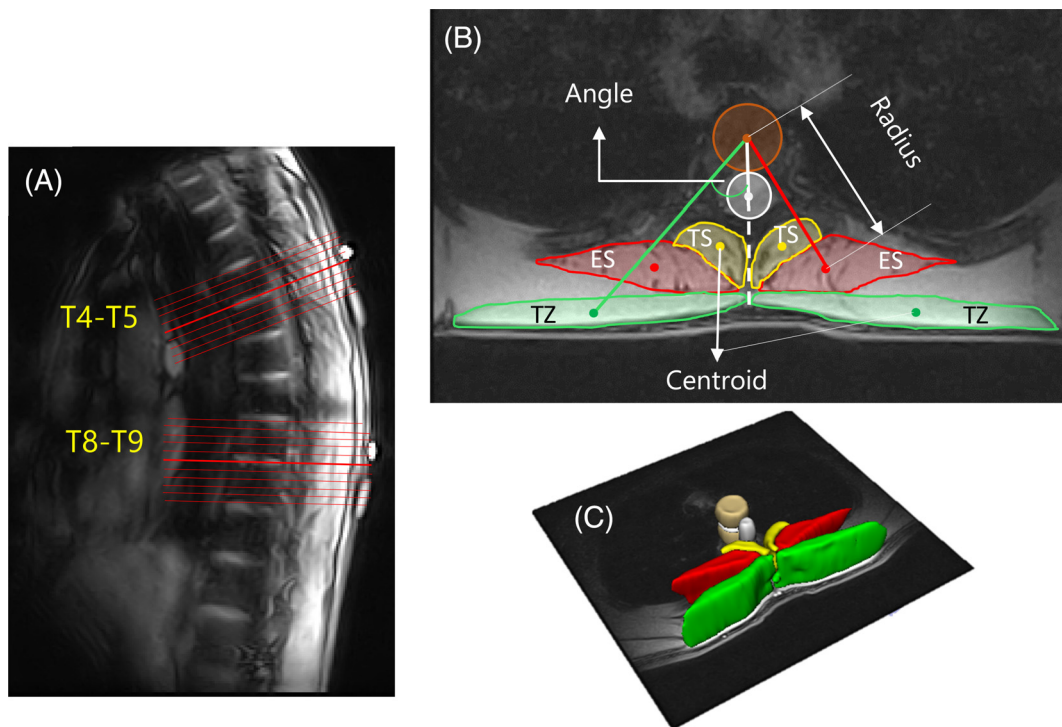 (A)
T4-T5
T8-T9
(B)
Angle
Radius
TS
TS
ES
ES
TZ
TZ
Centroid
(C)